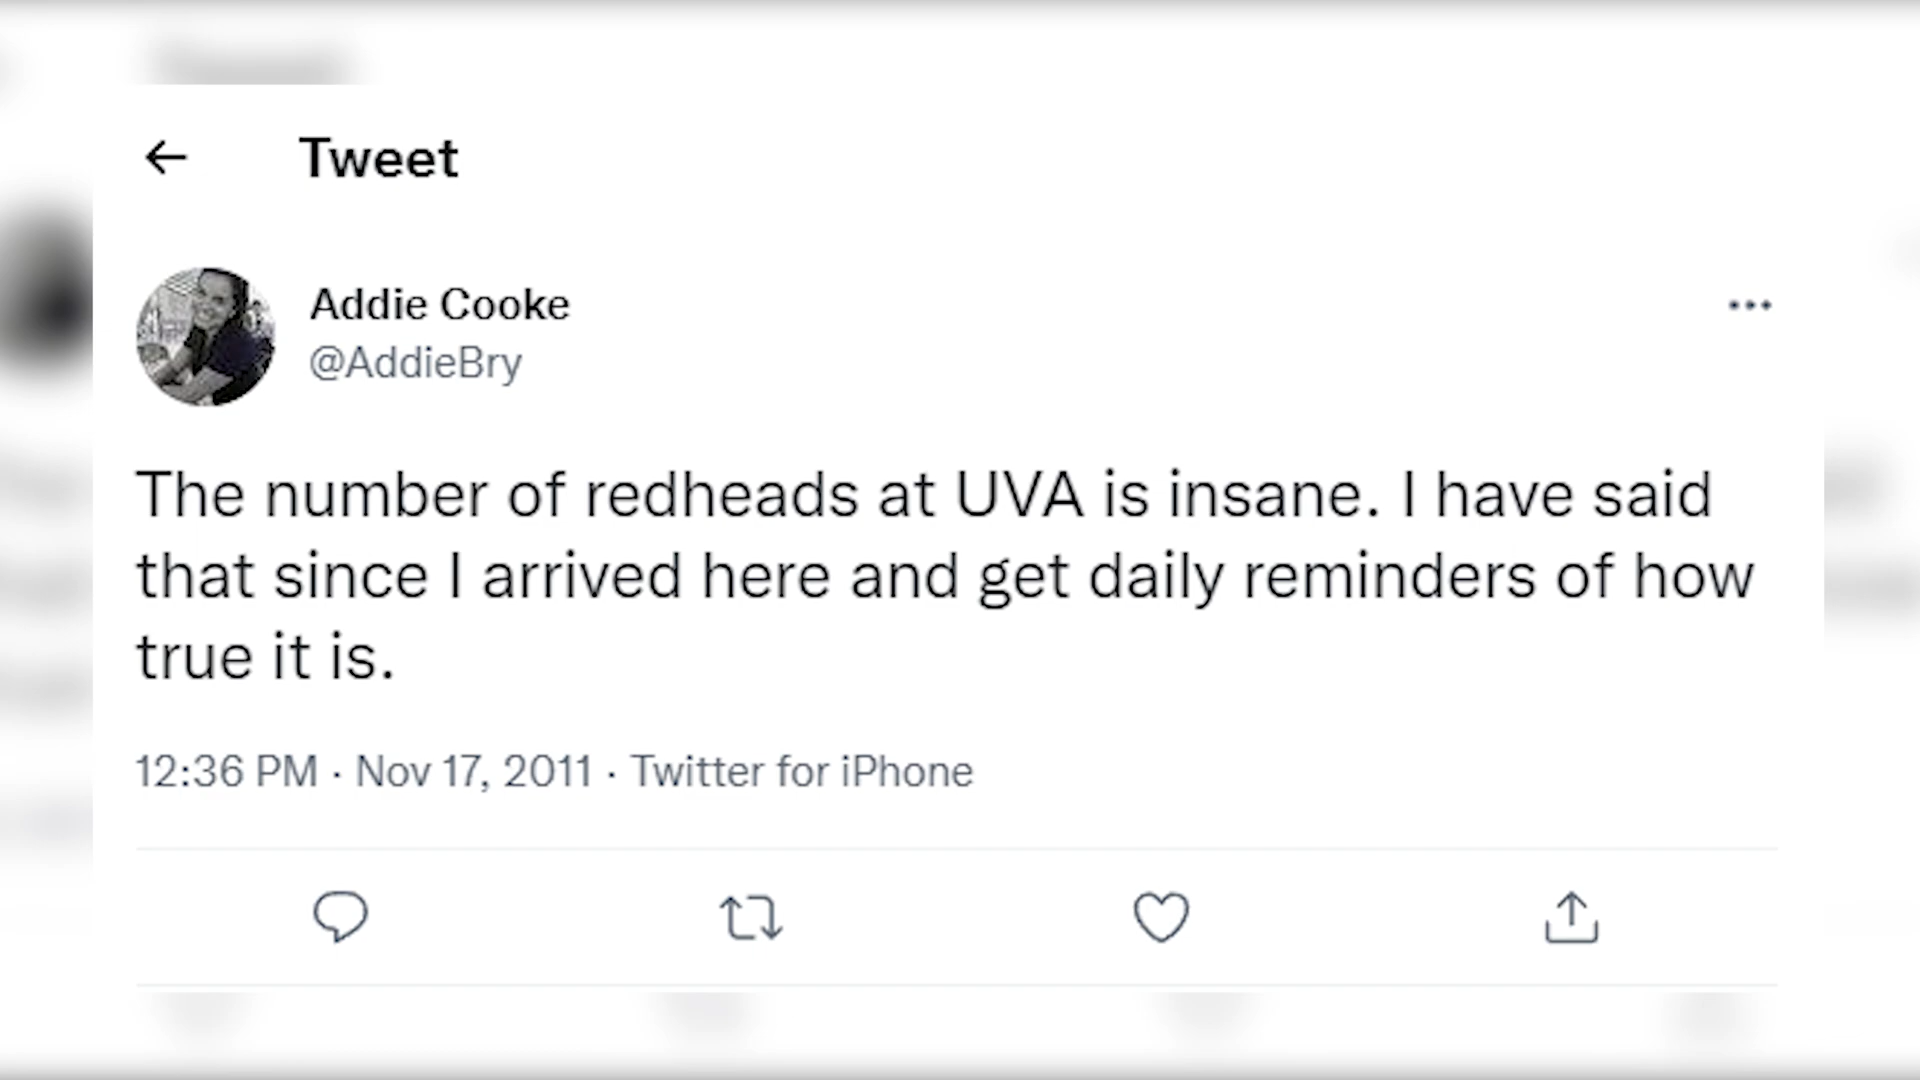 Tweet
Addie Cooke
@AddieBry
The number of redheads at UVA is insane. I have said
that since I arrived here and get daily reminders of how
true it is.
12:36 PM · Nov 17, 2011 · Twitter for iPhone